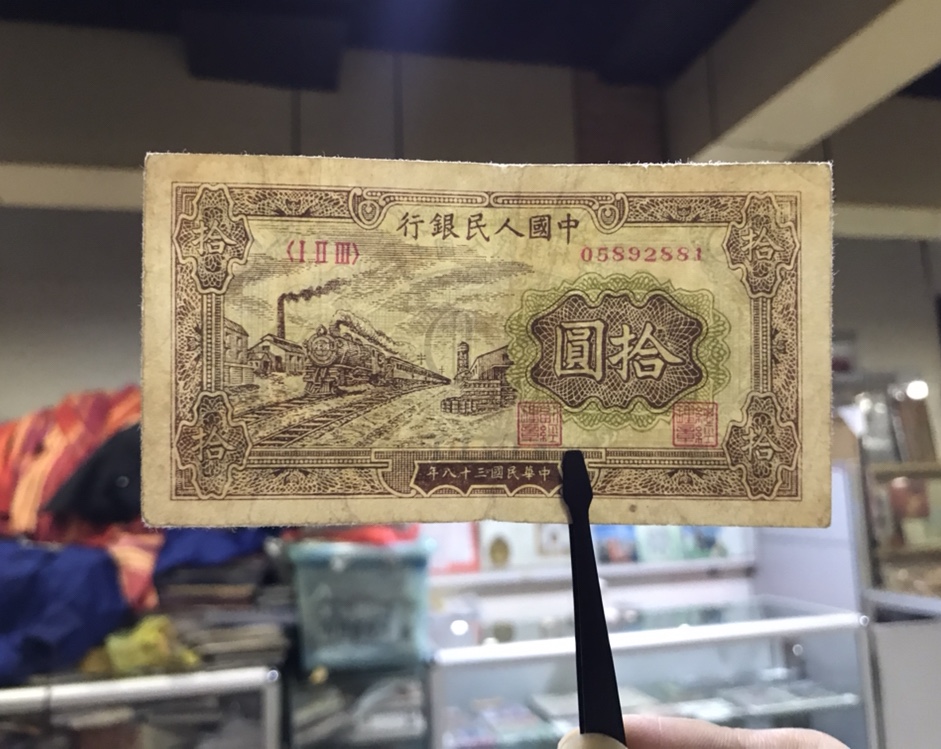 中國人民銀行
〈I II III〉 05892881
拾 拾
拾圓
拾 拾
中華民國三十八年